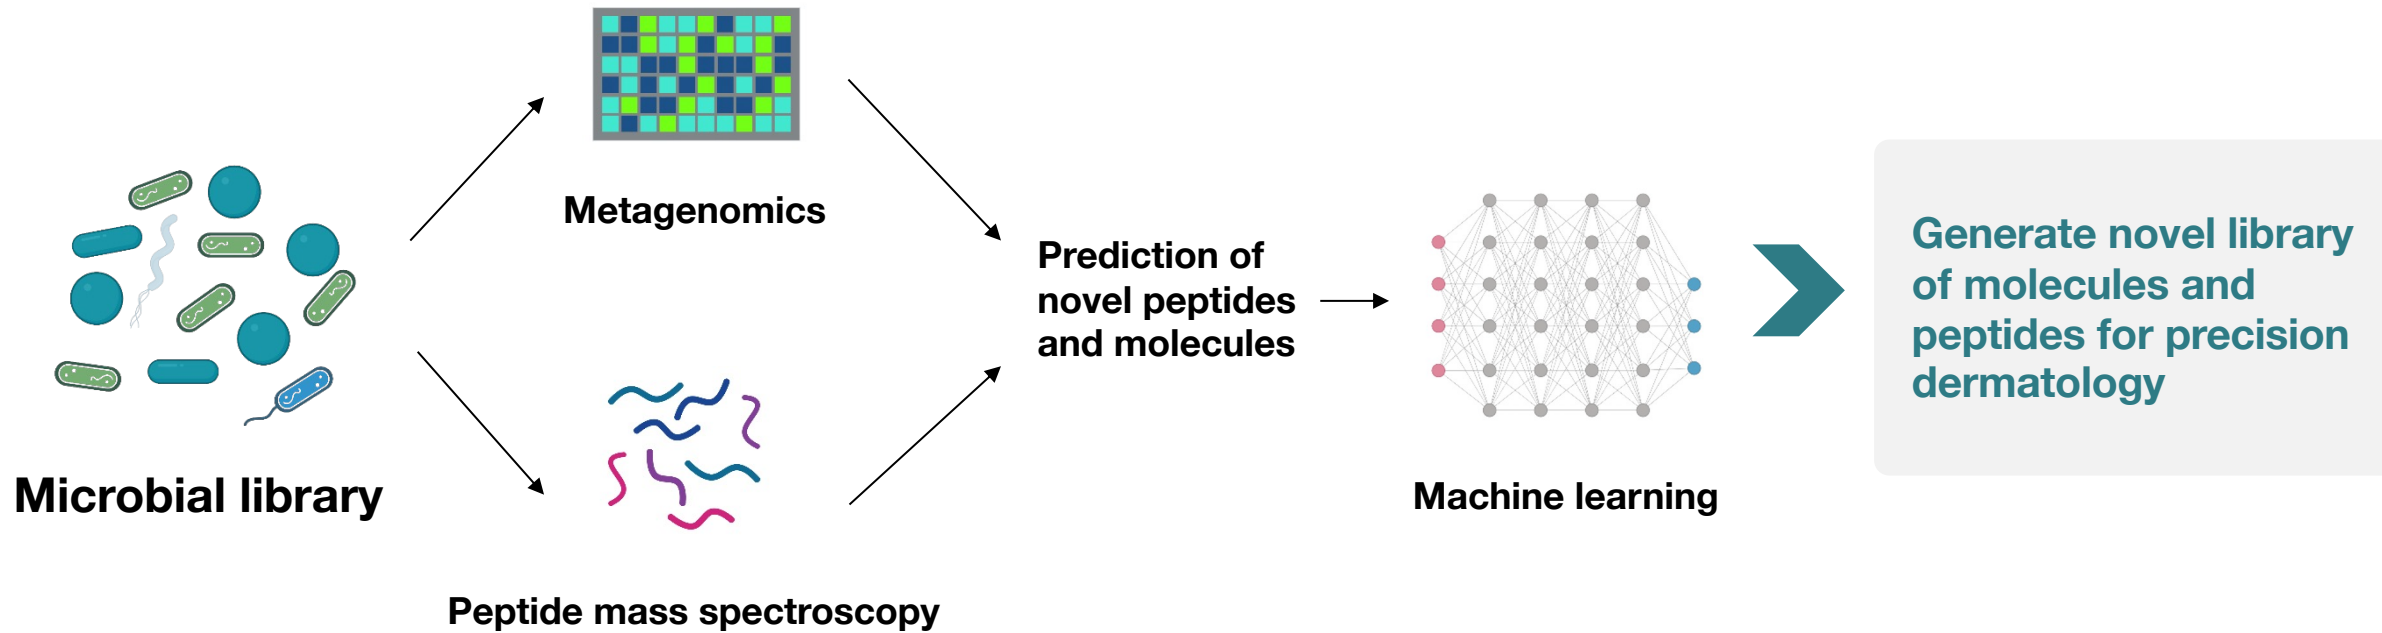 Metagenomics
Microbial library
Peptide mass spectroscopy
Prediction of
novel peptides
and molecules
Machine learning
Generate novel library
of molecules and
peptides for precision
dermatology